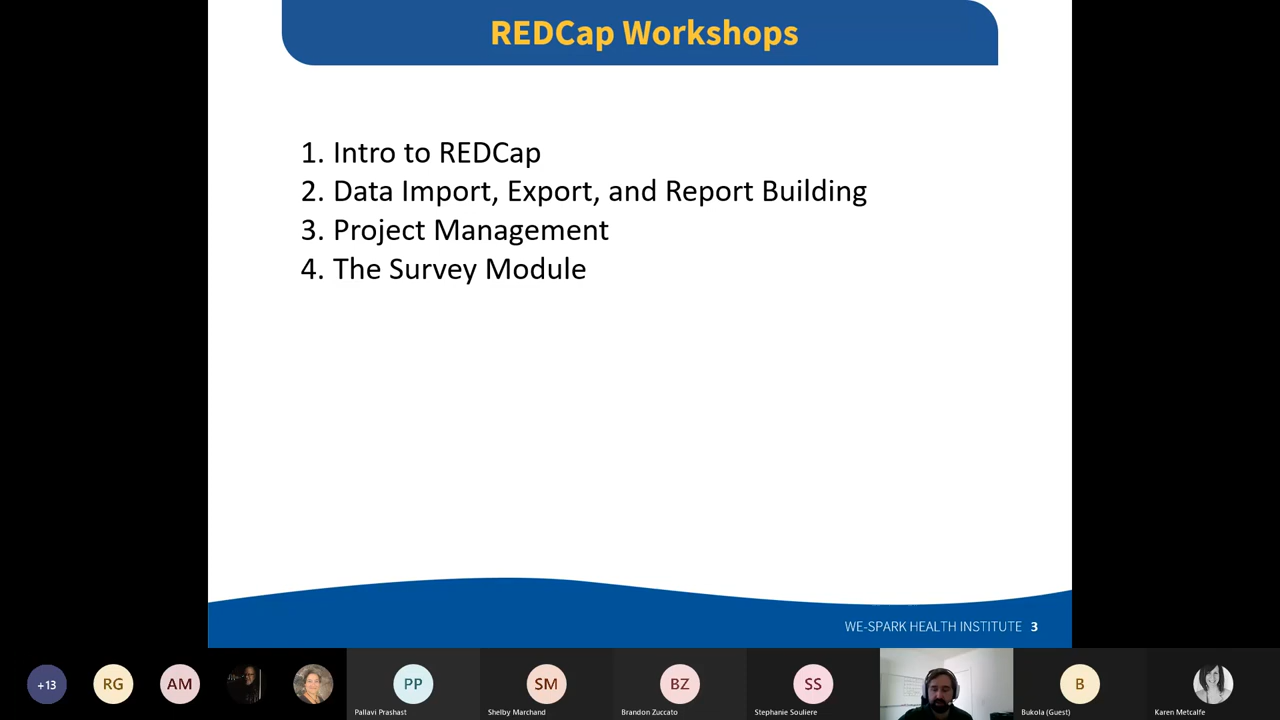 REDCap Workshops
1. Intro to REDCap
2. Data Import, Export, and Report Building
3. Project Management
4. The Survey Module
WE-SPARK HEALTH INSTITUTE 3
+13
RG
AM
PP
SM
BZ
SS
B
Pallavi Prashast
Shelby Marchand
Brandon Zuccato
Stephanie Souliere
Bukola (Guest)
Karen Metcalfe